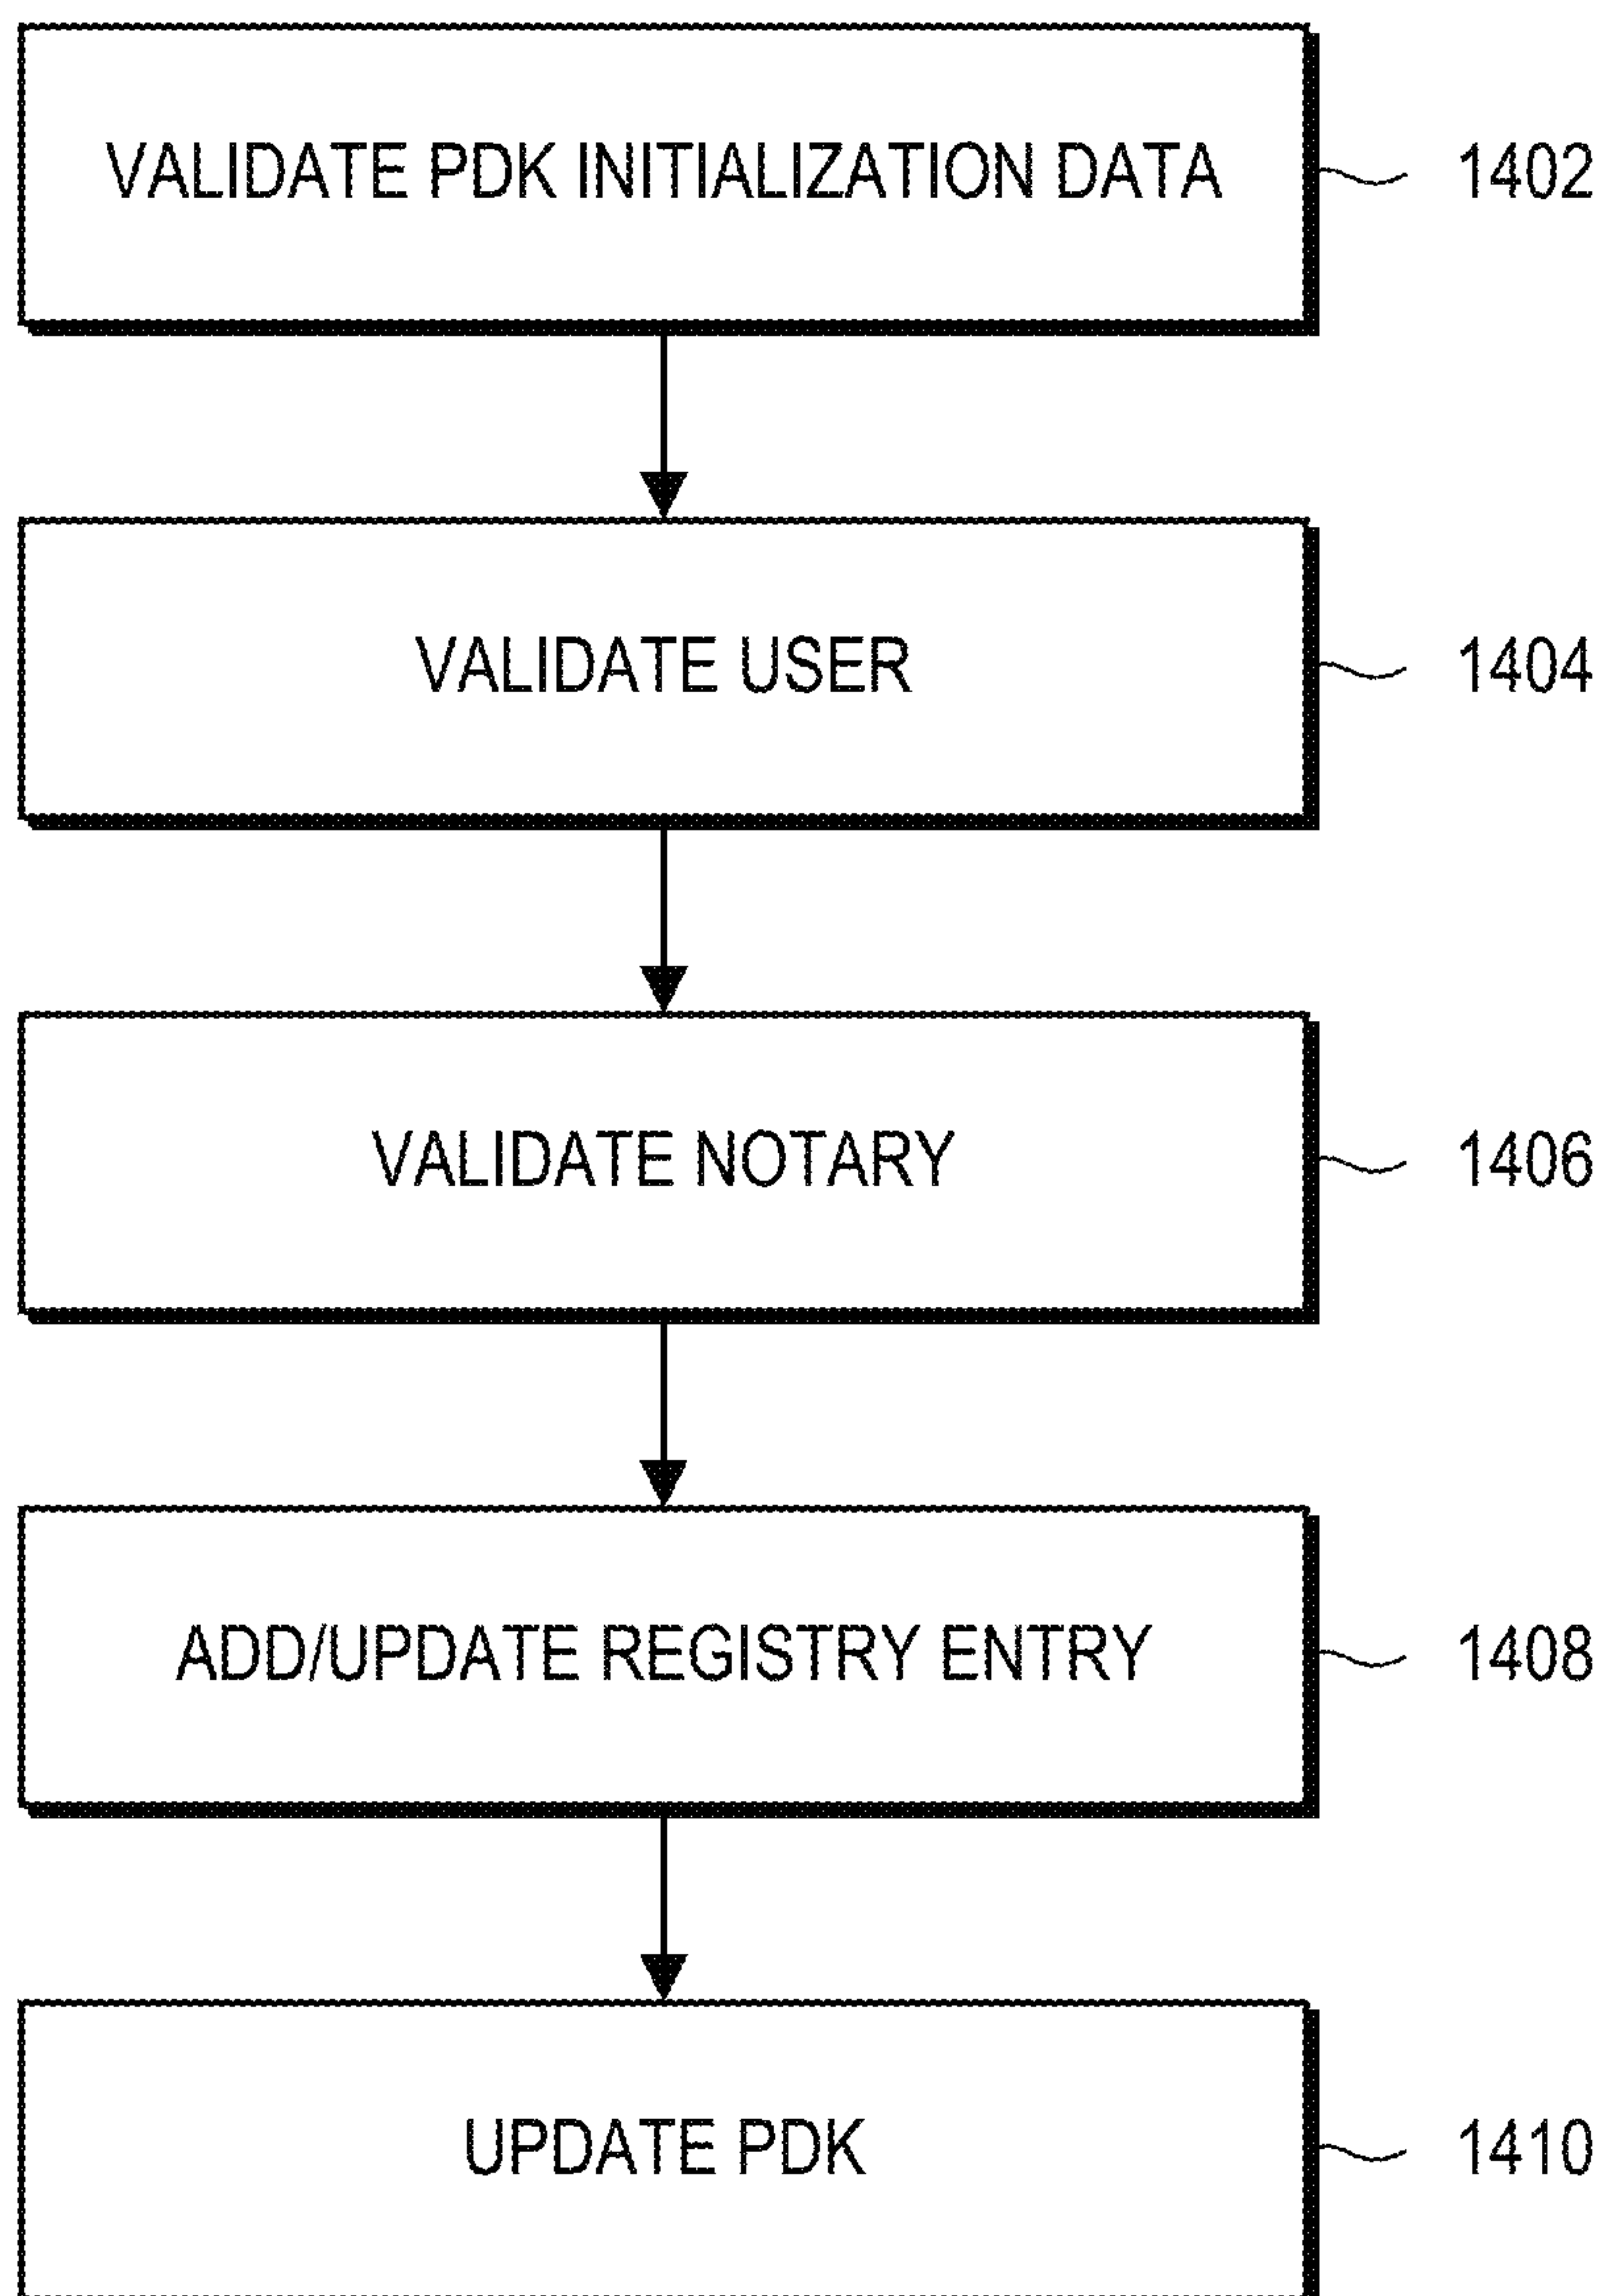 VALIDATE PDK INITIALIZATION DATA 1402
VALIDATE USER 1404
VALIDATE NOTARY 1406
ADD/UPDATE REGISTRY ENTRY 1408
UPDATE PDK 1410